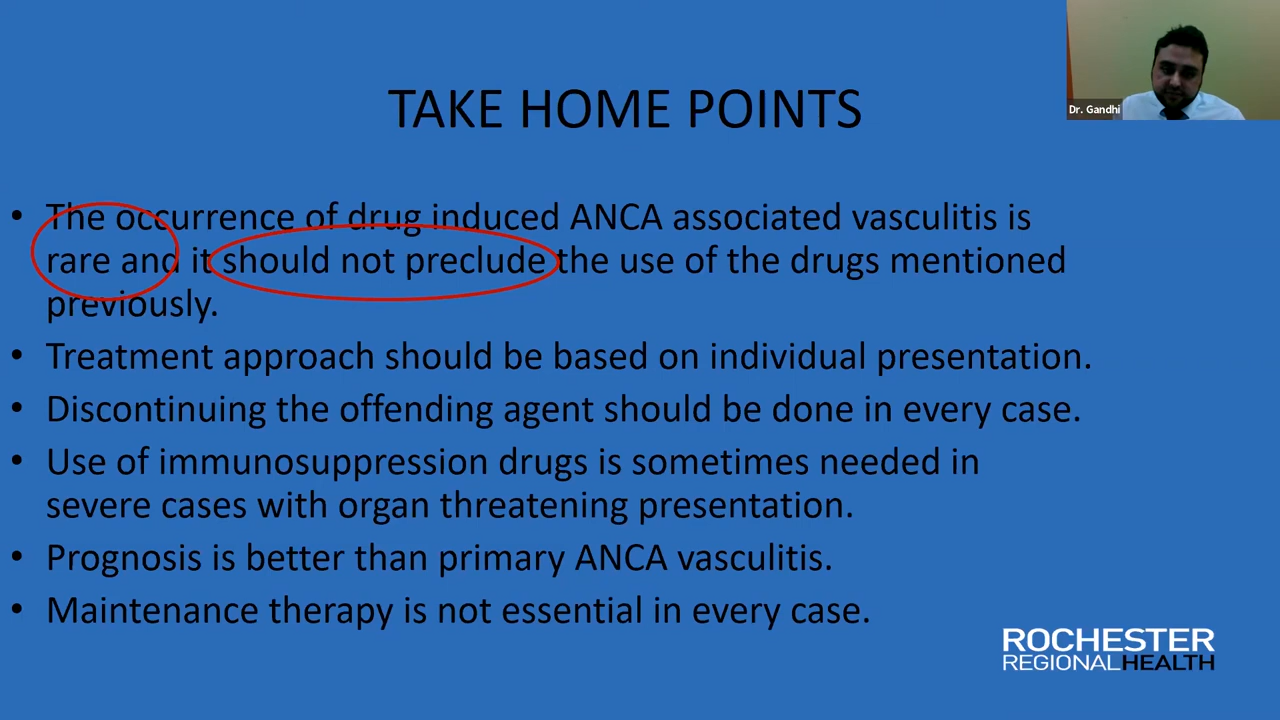 Dr. Gandhi
TAKE HOME POINTS
• The occurrence of drug induced ANCA associated vasculitis is
rare and it should not preclude the use of the drugs mentioned
previously.
• Treatment approach should be based on individual presentation.
• Discontinuing the offending agent should be done in every case.
• Use of immunosuppression drugs is sometimes needed in
severe cases with organ threatening presentation.
• Prognosis is better than primary ANCA vasculitis.
• Maintenance therapy is not essential in every case.
ROCHESTER
REGIONALHEALTH